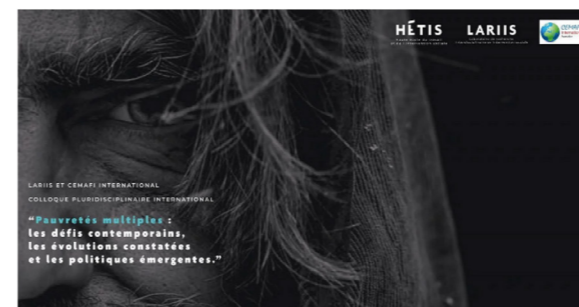 HÉTIS
LARIIS
LARIIS ET CEMAFI INTERNATIONAL
COLLOQUE PLURIDISCIPLINAIRE INTERNATIONAL
“Pauvretés multiples :
les défis contemporains,
les évolutions constatées
et les politiques émergentes.”